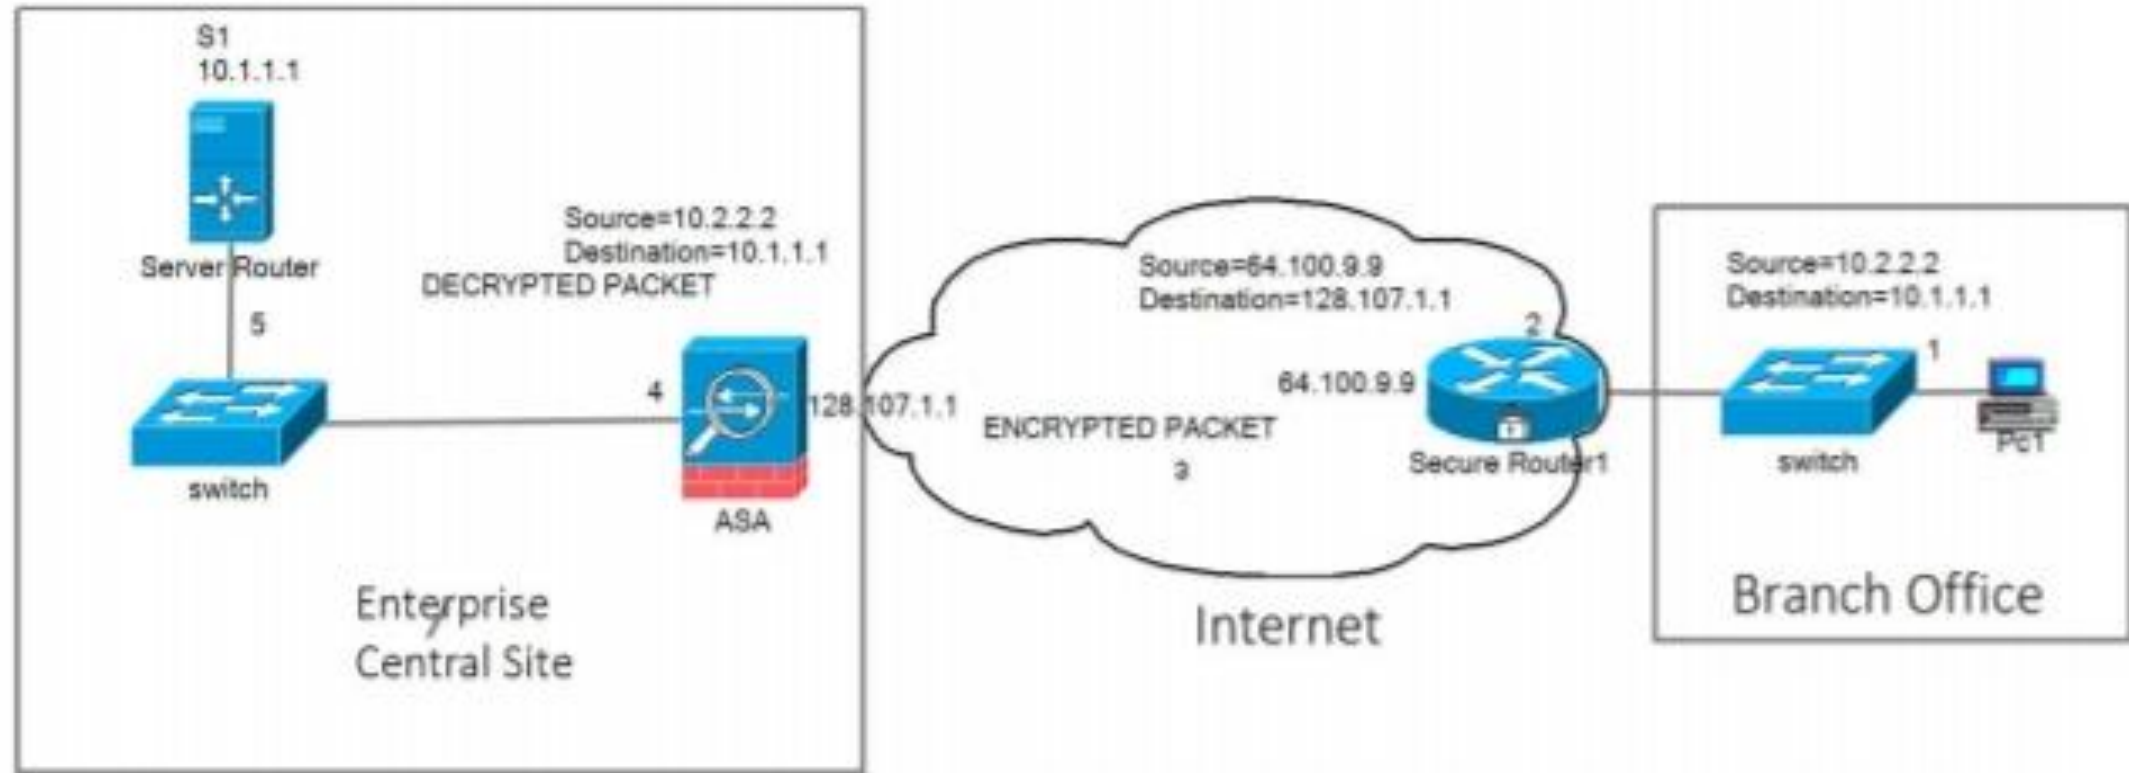 S1
10.1.1.1
Server Router
5
switch
Source=10.2.2.2
Destination=10.1.1.1
DECRYPTED PACKET
4
128.107.1.1
ASA
Enterprise
/
Central Site
Source=64.100.9.9
Destination=128.107.1.1
2
64.100.9.9
ENCRYPTED PACKET
3
Secure Router1
Internet
Source=10.2.2.2
Destination=10.1.1.1
1
Pc1
switch
Branch Office